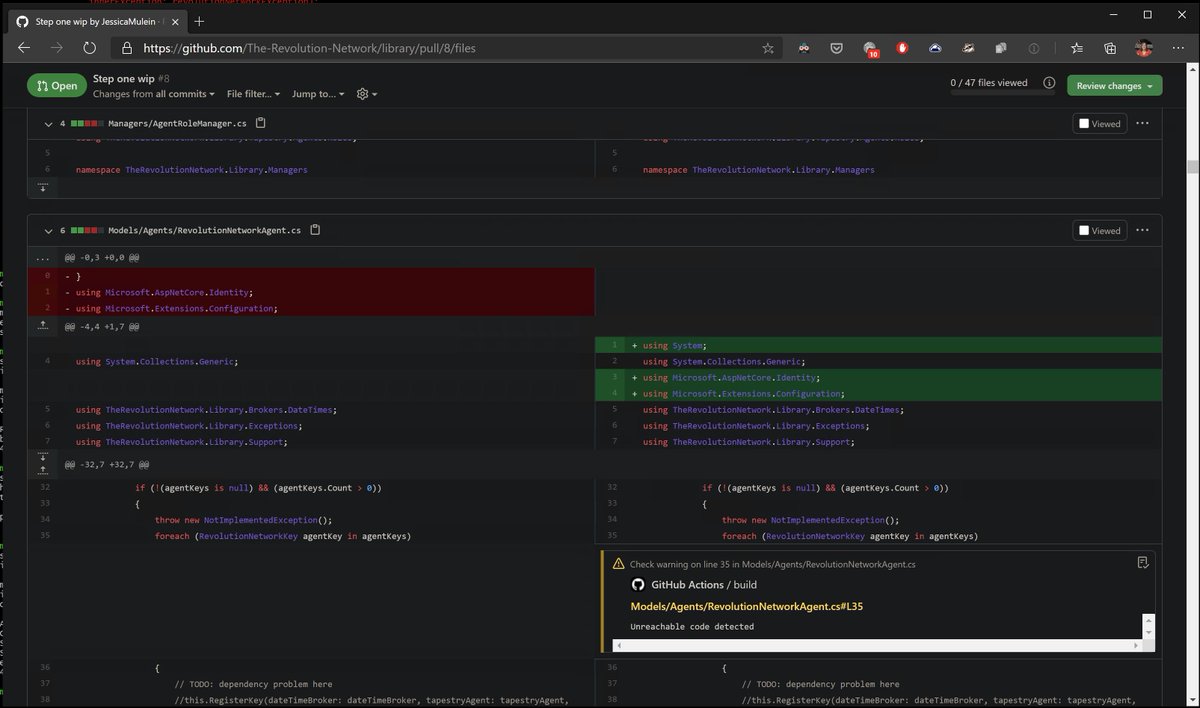 Step one wip by JessicaMulein ·
https://github.com/The-Revolution-Network/library/pull/8/files
10
Open
Step one wip #8
Changes from all commits
File filter...
Jump to...
0 / 47 files viewed
Review changes
4 Managers/AgentRoleManager.cs
Viewed
5 5
6 namespace TheRevolutionNetwork.Library.Managers 6 namespace TheRevolutionNetwork.Library.Managers
6 Models/Agents/RevolutionNetworkAgent.cs
Viewed
... @@ -0,3 +0,0 @@
0 - }
1 - using Microsoft.AspNetCore.Identity;
2 - using Microsoft.Extensions.Configuration;
@@ -4,4 +1,7 @@
1 + using System;
4 using System.Collections.Generic; 2 using System.Collections.Generic;
3 + using Microsoft.AspNetCore.Identity;
4 + using Microsoft.Extensions.Configuration;
5 using TheRevolutionNetwork.Library.Brokers.DateTimes; 5 using TheRevolutionNetwork.Library.Brokers.DateTimes;
6 using TheRevolutionNetwork.Library.Exceptions; 6 using TheRevolutionNetwork.Library.Exceptions;
7 using TheRevolutionNetwork.Library.Support; 7 using TheRevolutionNetwork.Library.Support;
@@ -32,7 +32,7 @@
32 if (!(agentKeys is null) && (agentKeys.Count > 0)) 32 if (!(agentKeys is null) && (agentKeys.Count > 0))
33 { 33 {
34 throw new NotImplementedException(); 34 throw new NotImplementedException();
35 foreach (RevolutionNetworkKey agentKey in agentKeys) 35 foreach (RevolutionNetworkKey agentKey in agentKeys)
Check warning on line 35 in Models/Agents/RevolutionNetworkAgent.cs
GitHub Actions / build
Models/Agents/RevolutionNetworkAgent.cs#L35
Unreachable code detected
36 { 36 {
37 // TODO: dependency problem here 37 // TODO: dependency problem here
38 //this.RegisterKey(dateTimeBroker: dateTimeBroker, tapestryAgent: tapestryAgent, 38 //this.RegisterKey(dateTimeBroker: dateTimeBroker, tapestryAgent: tapestryAgent,